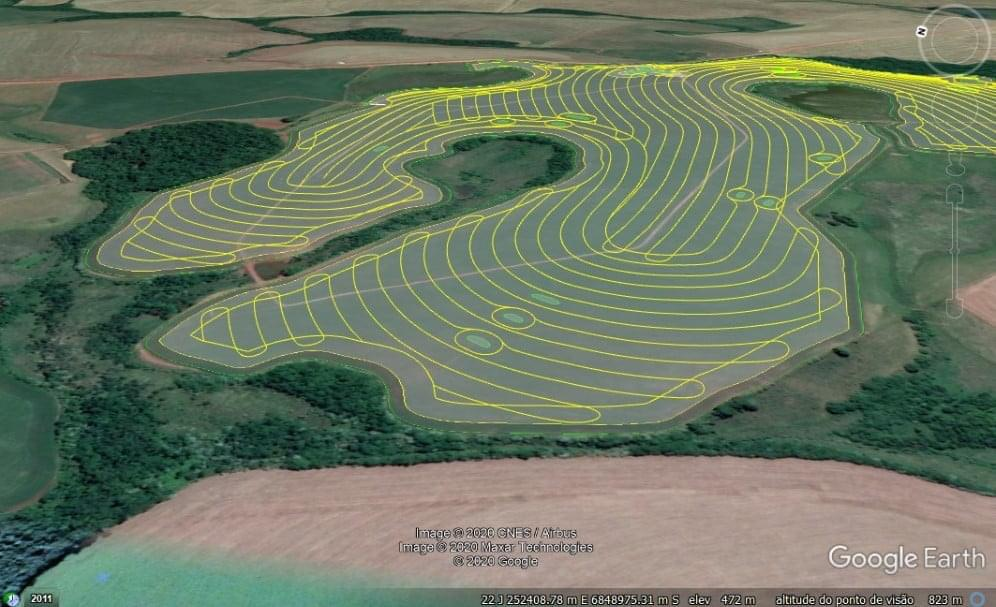 N
Image © 2020 CNES / Airbus
Image © 2020 Maxar Technologies
© 2020 Google
Google Earth
2011
22 J 252408.78 m E 6848975.31 m S elev 472 m altitude do ponto de visão 823 m